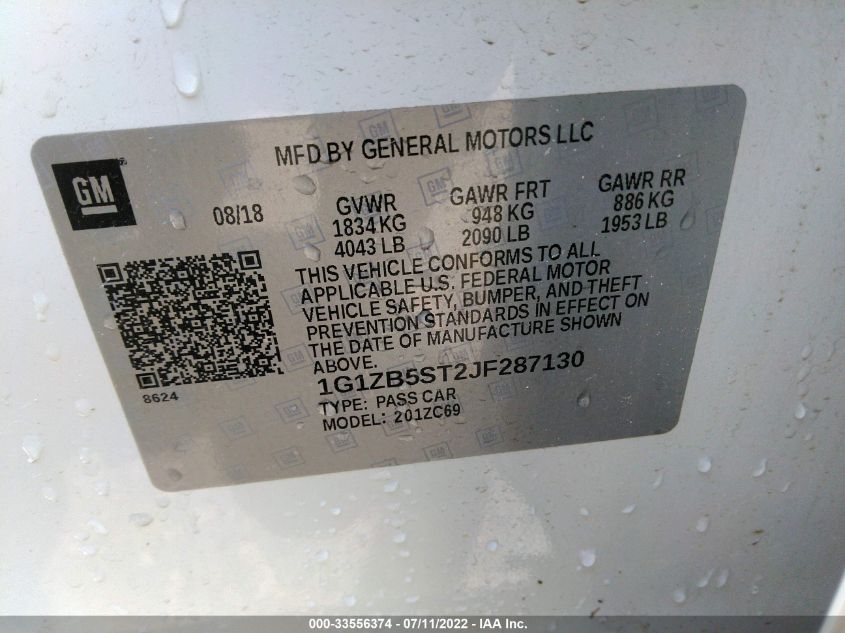 MFD BY GENERAL MOTORS LLC
GM
08/18
GVWR
1834 KG
4043 LB
GAWR FRT
948 KG
2090 LB
GAWR RR
886 KG
1953 LB
THIS VEHICLE CONFORMS TO ALL
APPLICABLE U.S. FEDERAL MOTOR
VEHICLE SAFETY, BUMPER, AND THEFT
PREVENTION STANDARDS IN EFFECT ON
THE DATE OF MANUFACTURE SHOWN
ABOVE.
8624
1G1ZB5ST2JF287130
TYPE: PASS CAR
MODEL: 201ZC69
000-33556374 - 07/11/2022 - IAA Inc.